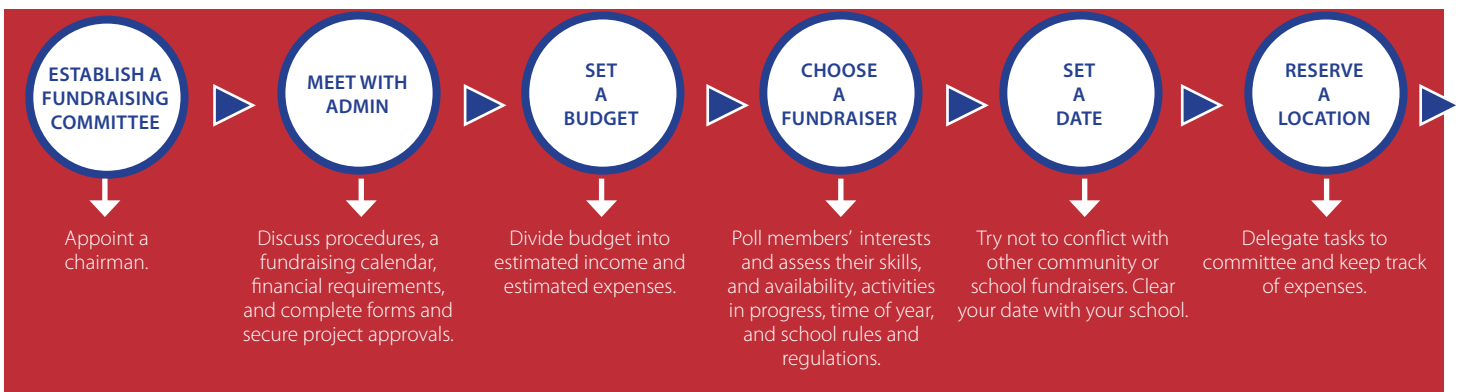 ESTABLISH A
FUNDRAISING
COMMITTEE
Appoint a
chairman.
MEET WITH
ADMIN
Discuss procedures, a
fundraising calendar,
financial requirements,
and complete forms and
secure project approvals.
SET
A
BUDGET
Divide budget into
estimated income and
estimated expenses.
CHOOSE
A
FUNDRAISER
Poll members’ interests
and assess their skills,
and availability, activities
in progress, time of year,
and school rules and
regulations.
SET
A
DATE
Try not to conflict with
other community or
school fundraisers. Clear
your date with your school.
RESERVE
A
LOCATION
Delegate tasks to
committee and keep track
of expenses.